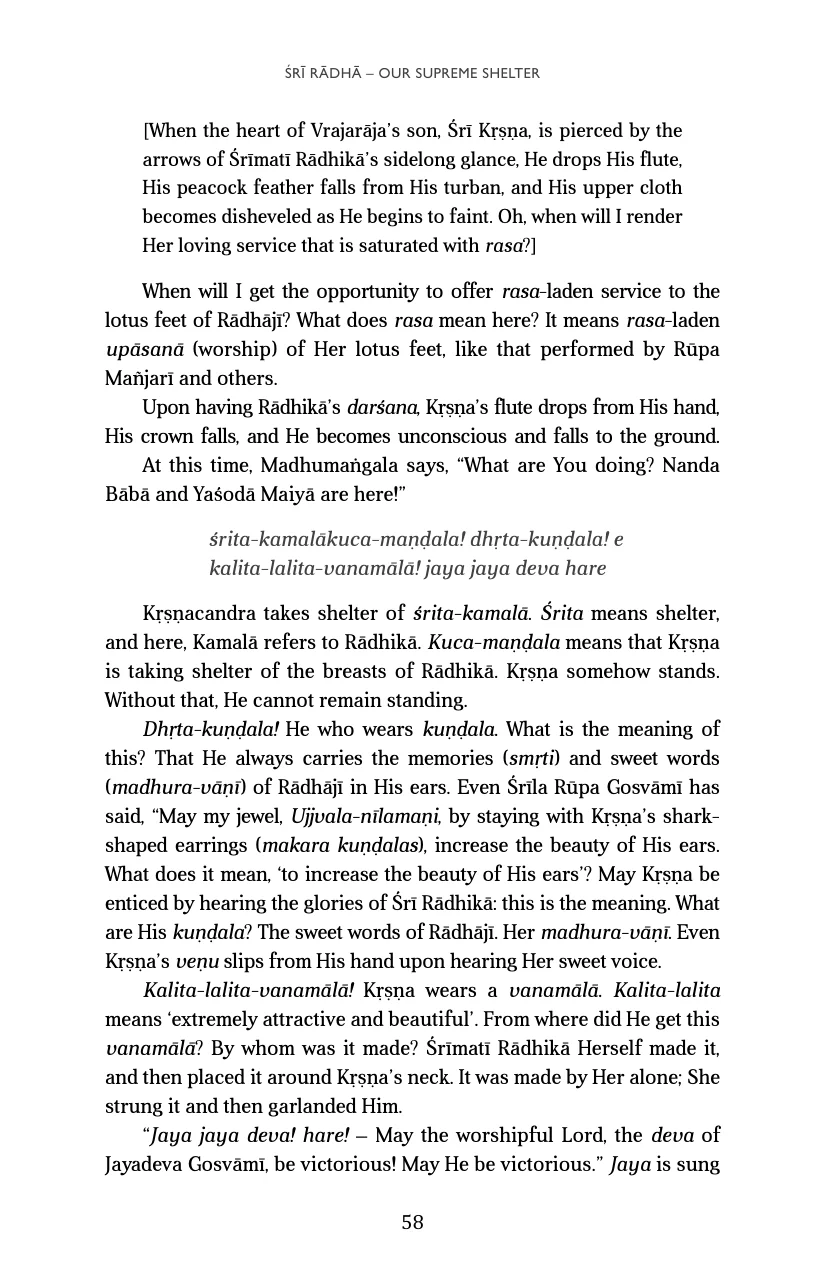 ŚRĪ RĀDHĀ – OUR SUPREME SHELTER
[When the heart of Vrajarāja’s son, Śrī Kṛṣṇa, is pierced by the
arrows of Śrīmatī Rādhikā’s sidelong glance, He drops His flute,
His peacock feather falls from His turban, and His upper cloth
becomes disheveled as He begins to faint. Oh, when will I render
Her loving service that is saturated with rasa?]
When will I get the opportunity to offer rasa-laden service to the
lotus feet of Rādhājī? What does rasa mean here? It means rasa-laden
upāsanā (worship) of Her lotus feet, like that performed by Rūpa
Mañjarī and others.
Upon having Rādhikā’s darśana, Kṛṣṇa’s flute drops from His hand,
His crown falls, and He becomes unconscious and falls to the ground.
At this time, Madhumaṅgala says, “What are You doing? Nanda
Bābā and Yaśodā Maiyā are here!”
śrita-kamalākuca-maṇḍala! dhṛta-kuṇḍala! e
kalita-lalita-vanamālā! jaya jaya deva hare
Kṛṣṇacandra takes shelter of śrita-kamalā. Śrita means shelter,
and here, Kamalā refers to Rādhikā. Kuca-maṇḍala means that Kṛṣṇa
is taking shelter of the breasts of Rādhikā. Kṛṣṇa somehow stands.
Without that, He cannot remain standing.
Dhṛta-kuṇḍala! He who wears kuṇḍala. What is the meaning of
this? That He always carries the memories (smṛti) and sweet words
(madhura-vāṇī) of Rādhājī in His ears. Even Śrīla Rūpa Gosvāmī has
said, “May my jewel, Ujjvala-nīlamaṇi, by staying with Kṛṣṇa’s shark-
shaped earrings (makara kuṇḍalas), increase the beauty of His ears.
What does it mean, ‘to increase the beauty of His ears’? May Kṛṣṇa be
enticed by hearing the glories of Śrī Rādhikā: this is the meaning. What
are His kuṇḍala? The sweet words of Rādhājī. Her madhura-vāṇī. Even
Kṛṣṇa’s veṇu slips from His hand upon hearing Her sweet voice.
Kalita-lalita-vanamālā! Kṛṣṇa wears a vanamālā. Kalita-lalita
means ‘extremely attractive and beautiful’. From where did He get this
vanamālā? By whom was it made? Śrīmatī Rādhikā Herself made it,
and then placed it around Kṛṣṇa’s neck. It was made by Her alone; She
strung it and then garlanded Him.
“Jaya jaya deva! hare! – May the worshipful Lord, the deva of
Jayadeva Gosvāmī, be victorious! May He be victorious.” Jaya is sung
58